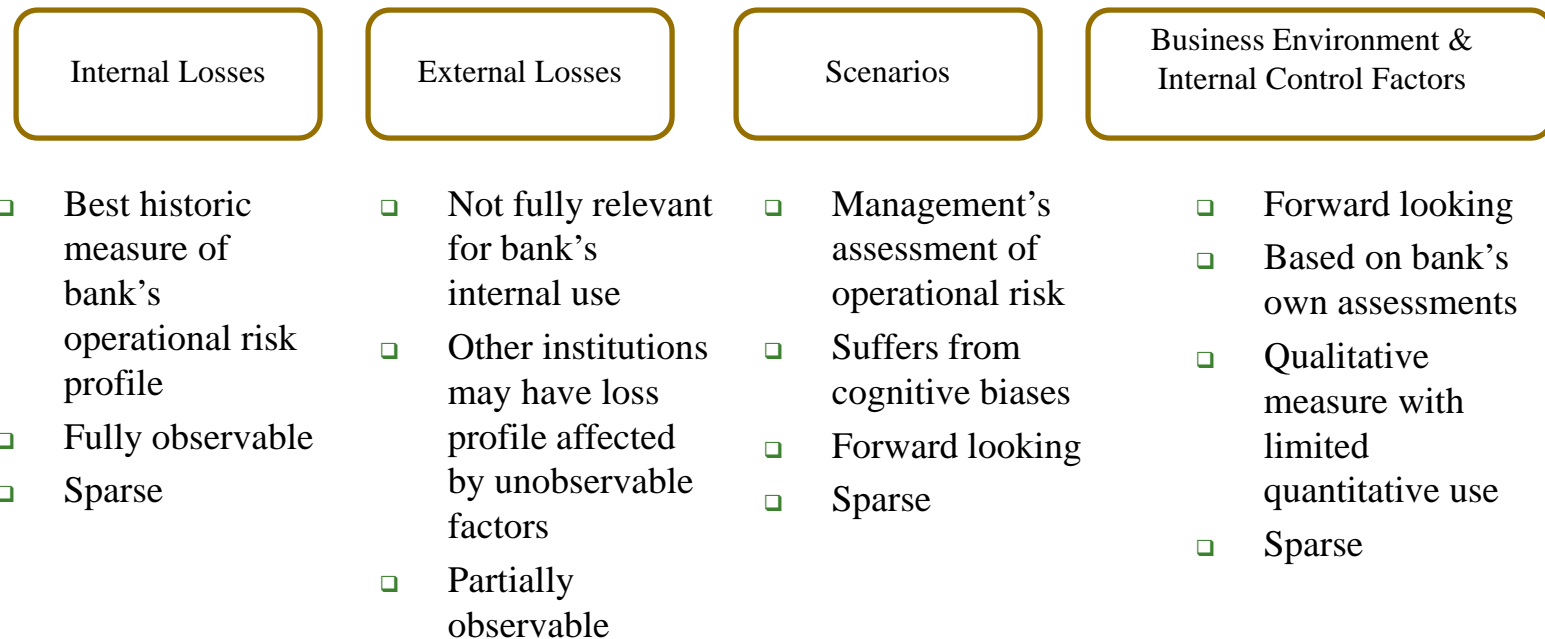 Internal Losses
External Losses
Scenarios
Business Environment &
Internal Control Factors
Best historic
measure of
bank’s
operational risk
profile
Fully observable
Sparse
Not fully relevant
for bank’s
internal use
Other institutions
may have loss
profile affected
by unobservable
factors
Partially
observable
Management’s
assessment of
operational risk
Suffers from
cognitive biases
Forward looking
Sparse
Forward looking
Based on bank’s
own assessments
Qualitative
measure with
limited
quantitative use
Sparse